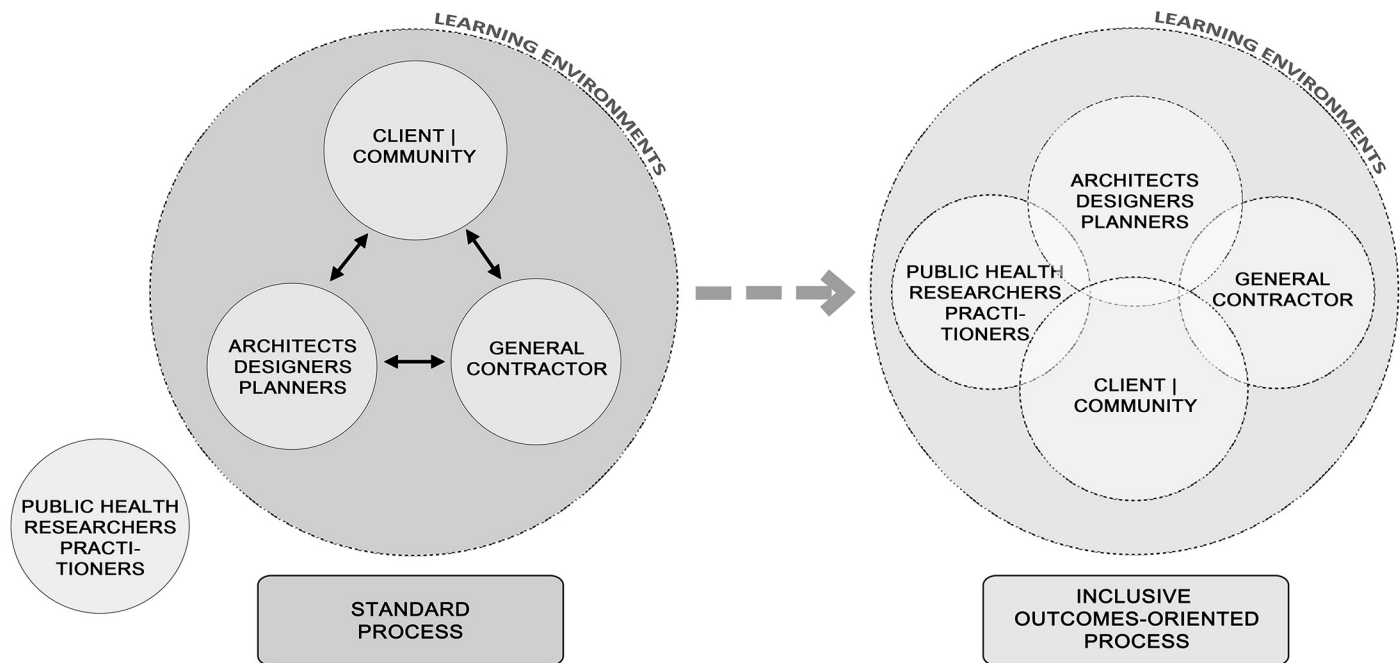 LEARNING ENVIRONMENTS
CLIENT |
COMMUNITY
ARCHITECTS
DESIGNERS
PLANNERS
GENERAL
CONTRACTOR
PUBLIC HEALTH
RESEARCHERS
PRACTI-
TIONERS
STANDARD
PROCESS
LEARNING ENVIRONMENTS
ARCHITECTS
DESIGNERS
PLANNERS
PUBLIC HEALTH
RESEARCHERS
PRACTI-
TIONERS
GENERAL
CONTRACTOR
CLIENT |
COMMUNITY
INCLUSIVE
OUTCOMES-ORIENTED
PROCESS